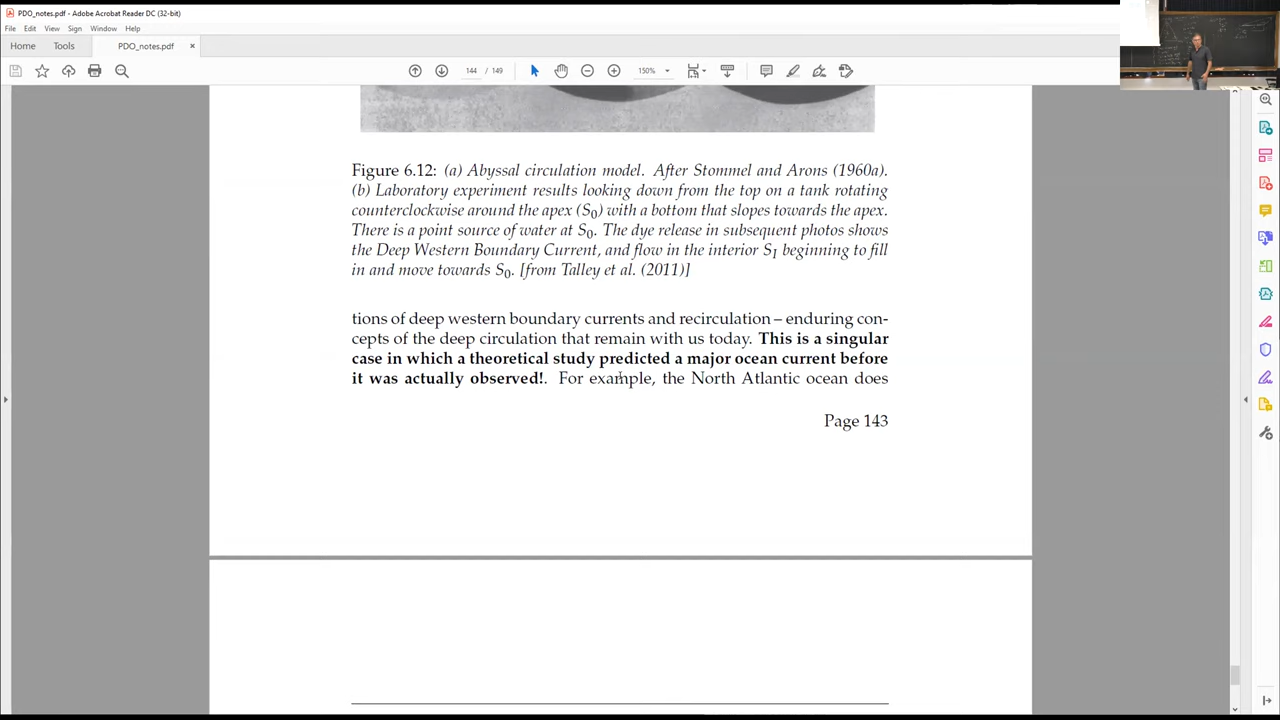 PDO_notes.pdf - Adobe Acrobat Reader DC (32-bit)
File Edit View Sign Window Help
Home Tools PDO_notes.pdf ×
144 / 149 150%
Figure 6.12: (a) Abyssal circulation model. After Stommel and Arons (1960a).
(b) Laboratory experiment results looking down from the top on a tank rotating
counterclockwise around the apex (S0) with a bottom that slopes towards the apex.
There is a point source of water at S0. The dye release in subsequent photos shows
the Deep Western Boundary Current, and flow in the interior S1 beginning to fill
in and move towards S0. [from Talley et al. (2011)]
tions of deep western boundary currents and recirculation – enduring con-
cepts of the deep circulation that remain with us today. This is a singular
case in which a theoretical study predicted a major ocean current before
it was actually observed!. For example, the North Atlantic ocean does
Page 143